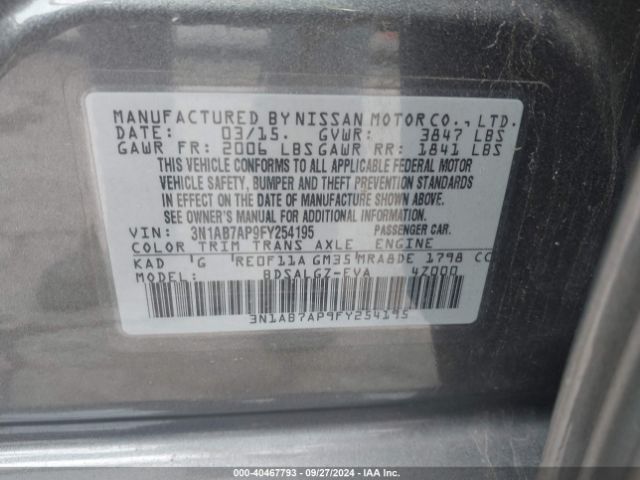 MANUFACTURED BY NISSAN MOTOR CO., LTD.
DATE: 03/15. GVWR: 3847 LBS
GAWR FR: 2006 LBS GAWR RR: 1841 LBS
THIS VEHICLE CONFORMS TO ALL APPLICABLE FEDERAL MOTOR
VEHICLE SAFETY, BUMPER AND THEFT PREVENTION STANDARDS
IN EFFECT ON THE DATE OF MANUFACTURE SHOWN ABOVE.
SEE OWNER'S MANUAL FOR ADDITIONAL INFORMATION.
VIN: 3N1AB7AP9FY254195 PASSENGER CAR.
COLOR TRIM TRANS AXLE ENGINE
KAD 'G RE0F11A GM35 MRA8DE 1798 CC
MODEL: BDSALGZ-EVA 4Z000
3N1AB7AP9FY254195
000-40467793 - 09/27/2024 - IAA Inc.